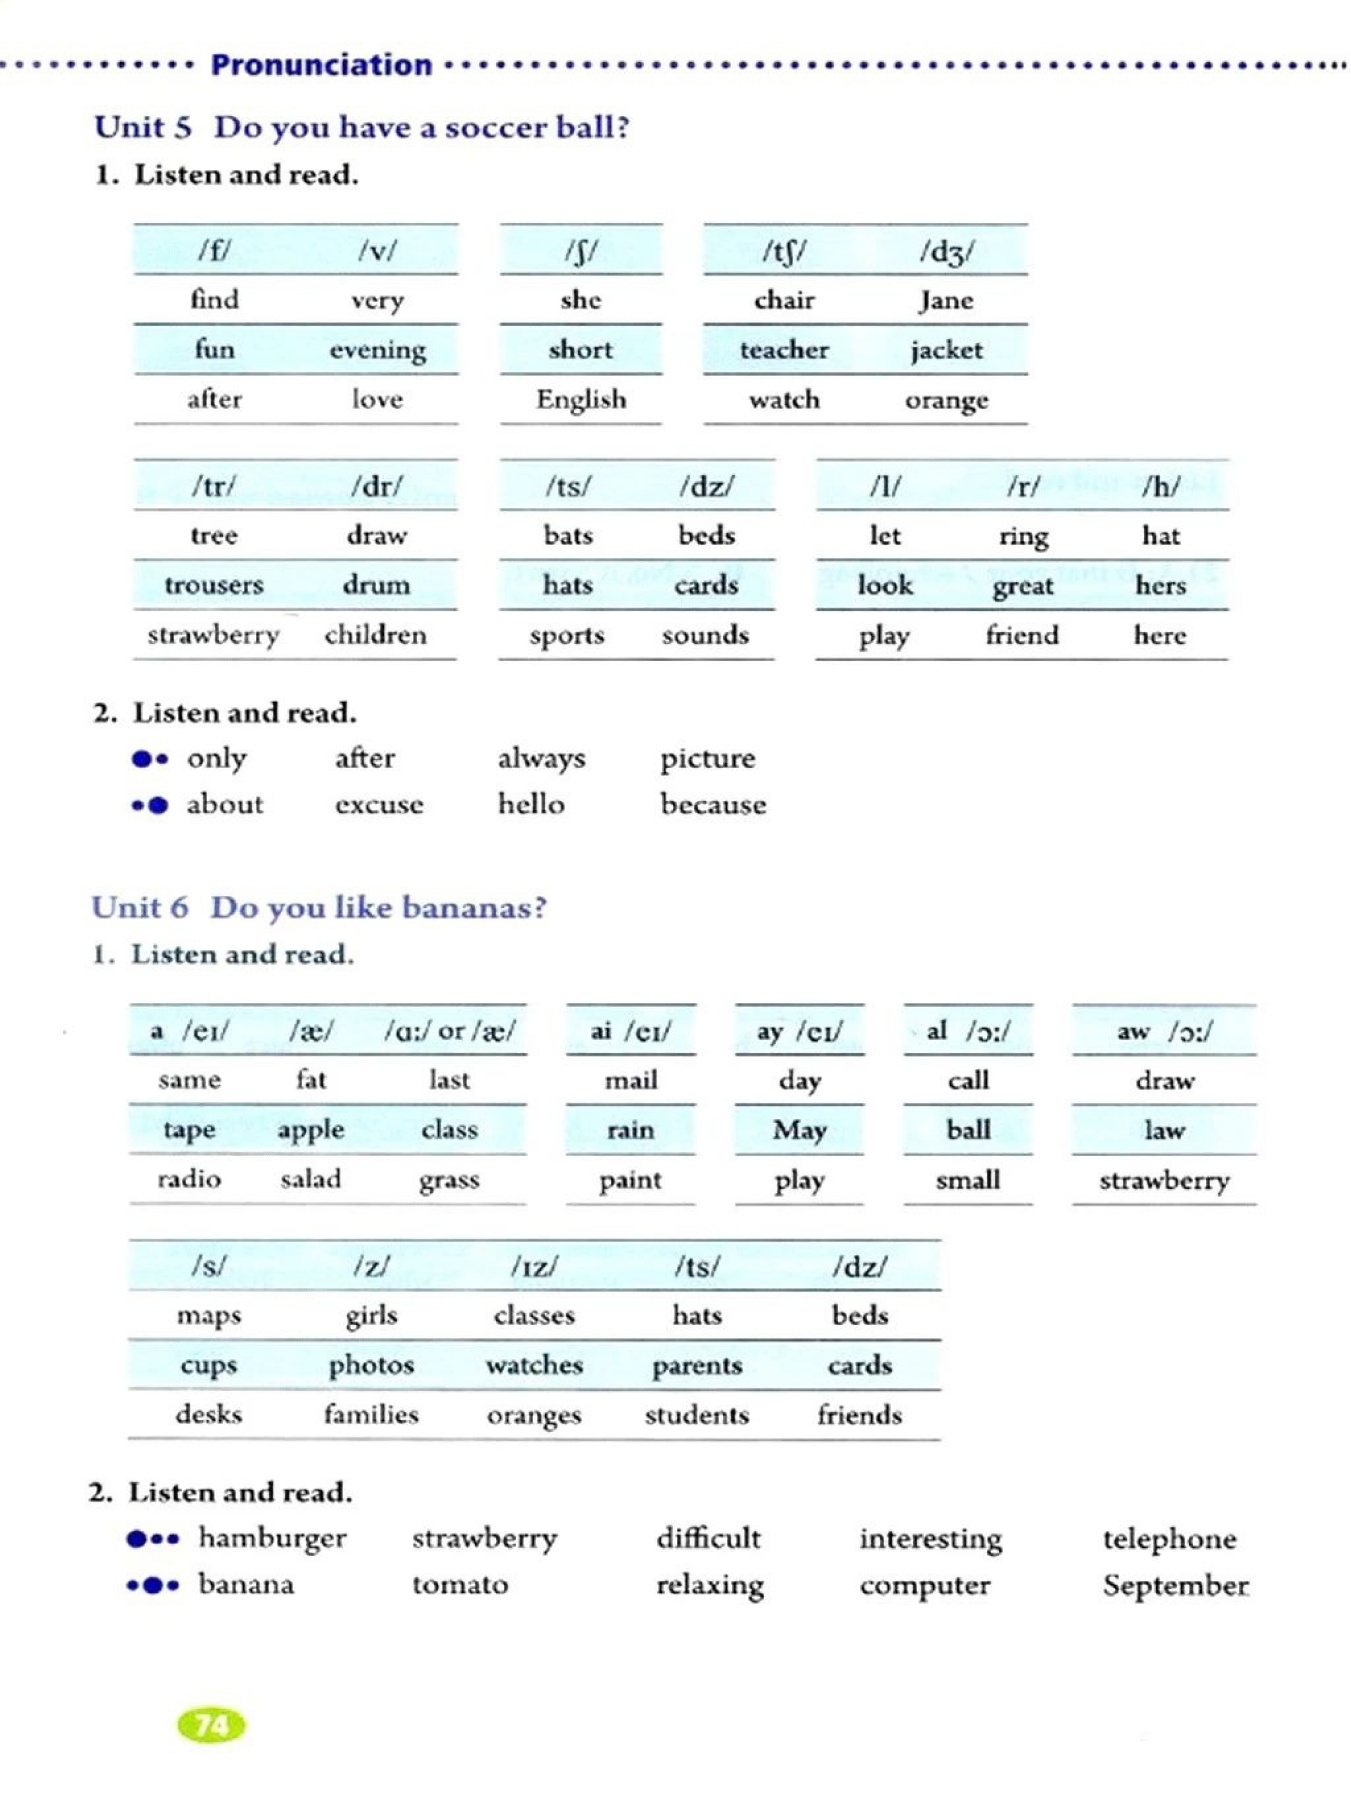 Pronunciation
Unit 5 Do you have a soccer ball?
1. Listen and read.
/f/ /v/ /ʃ/ /tʃ/ /dʒ/
find very she chair Jane
fun evening short teacher jacket
after love English watch orange
/tr/ /dr/ /ts/ /dz/ /l/ /r/ /h/
tree draw bats beds let ring hat
trousers drum hats cards look great hers
strawberry children sports sounds play friend here
2. Listen and read.
only after always picture
about excuse hello because
Unit 6 Do you like bananas?
1. Listen and read.
a /eɪ/ /æ/ /ɑ:/ or /æ/ ai /eɪ/ ay /eɪ/ al /ɔ:/ aw /ɔ:/
same fat last mail day call draw
tape apple class rain May ball law
radio salad grass paint play small strawberry
/s/ /z/ /ɪz/ /ts/ /dz/
maps girls classes hats beds
cups photos watches parents cards
desks families oranges students friends
2. Listen and read.
hamburger strawberry difficult interesting telephone
banana tomato relaxing computer September
74